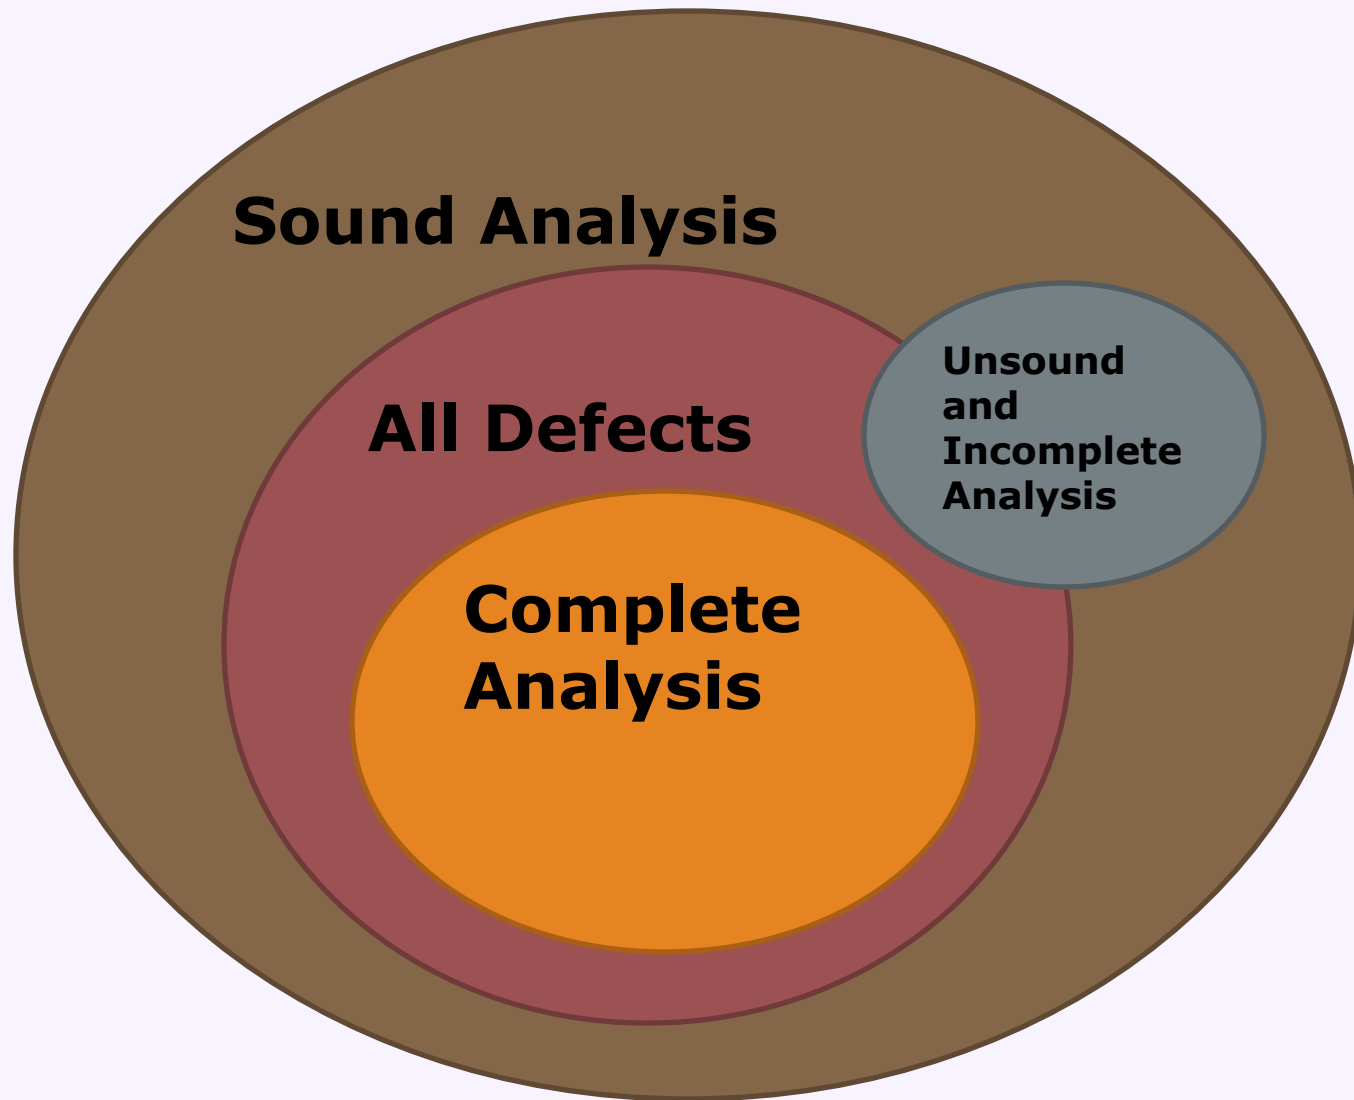 Sound Analysis
All Defects
Unsound
and
Incomplete
Analysis
Complete
Analysis